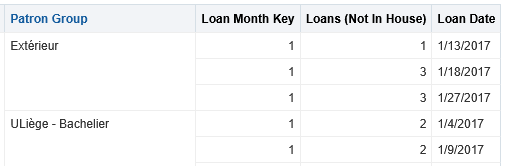 Patron Group Loan Month Key Loans (Not In House) Loan Date
Extérieur 1 1 1/13/2017
1 3 1/18/2017
1 3 1/27/2017
ULiège - Bachelier 1 2 1/4/2017
1 2 1/9/2017